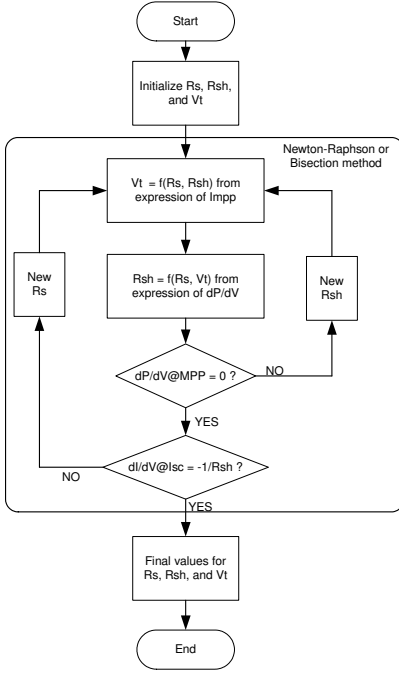 Start
Initialize Rs, Rsh,
and Vt
Newton-Raphson or
Bisection method
Vt = f(Rs, Rsh) from
expression of Impp
New
Rs
Rsh = f(Rs, Vt) from
expression of dP/dV
New
Rsh
dP/dV@MPP = 0 ?
NO
YES
dI/dV@Isc = -1/Rsh ?
NO
YES
Final values for
Rs, Rsh, and Vt
End